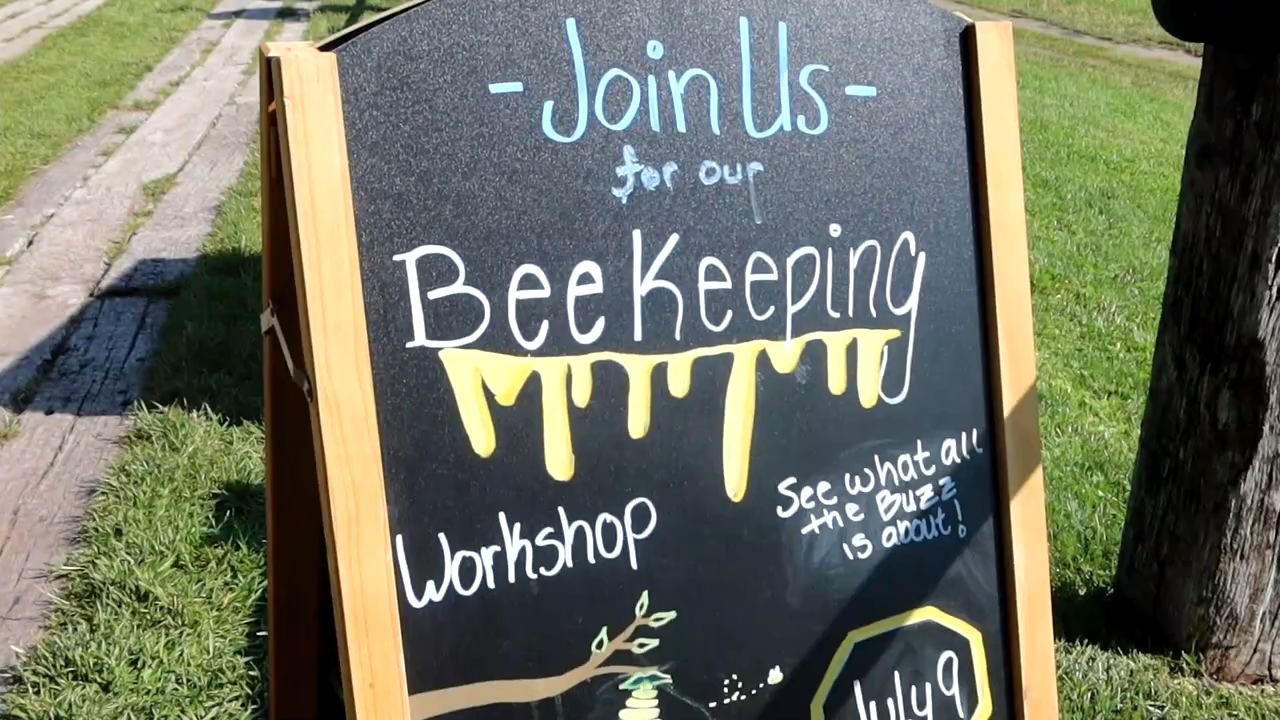 - Join Us -
for our
BeeKeeping
Workshop
See what all
the Buzz
is about!
July 9